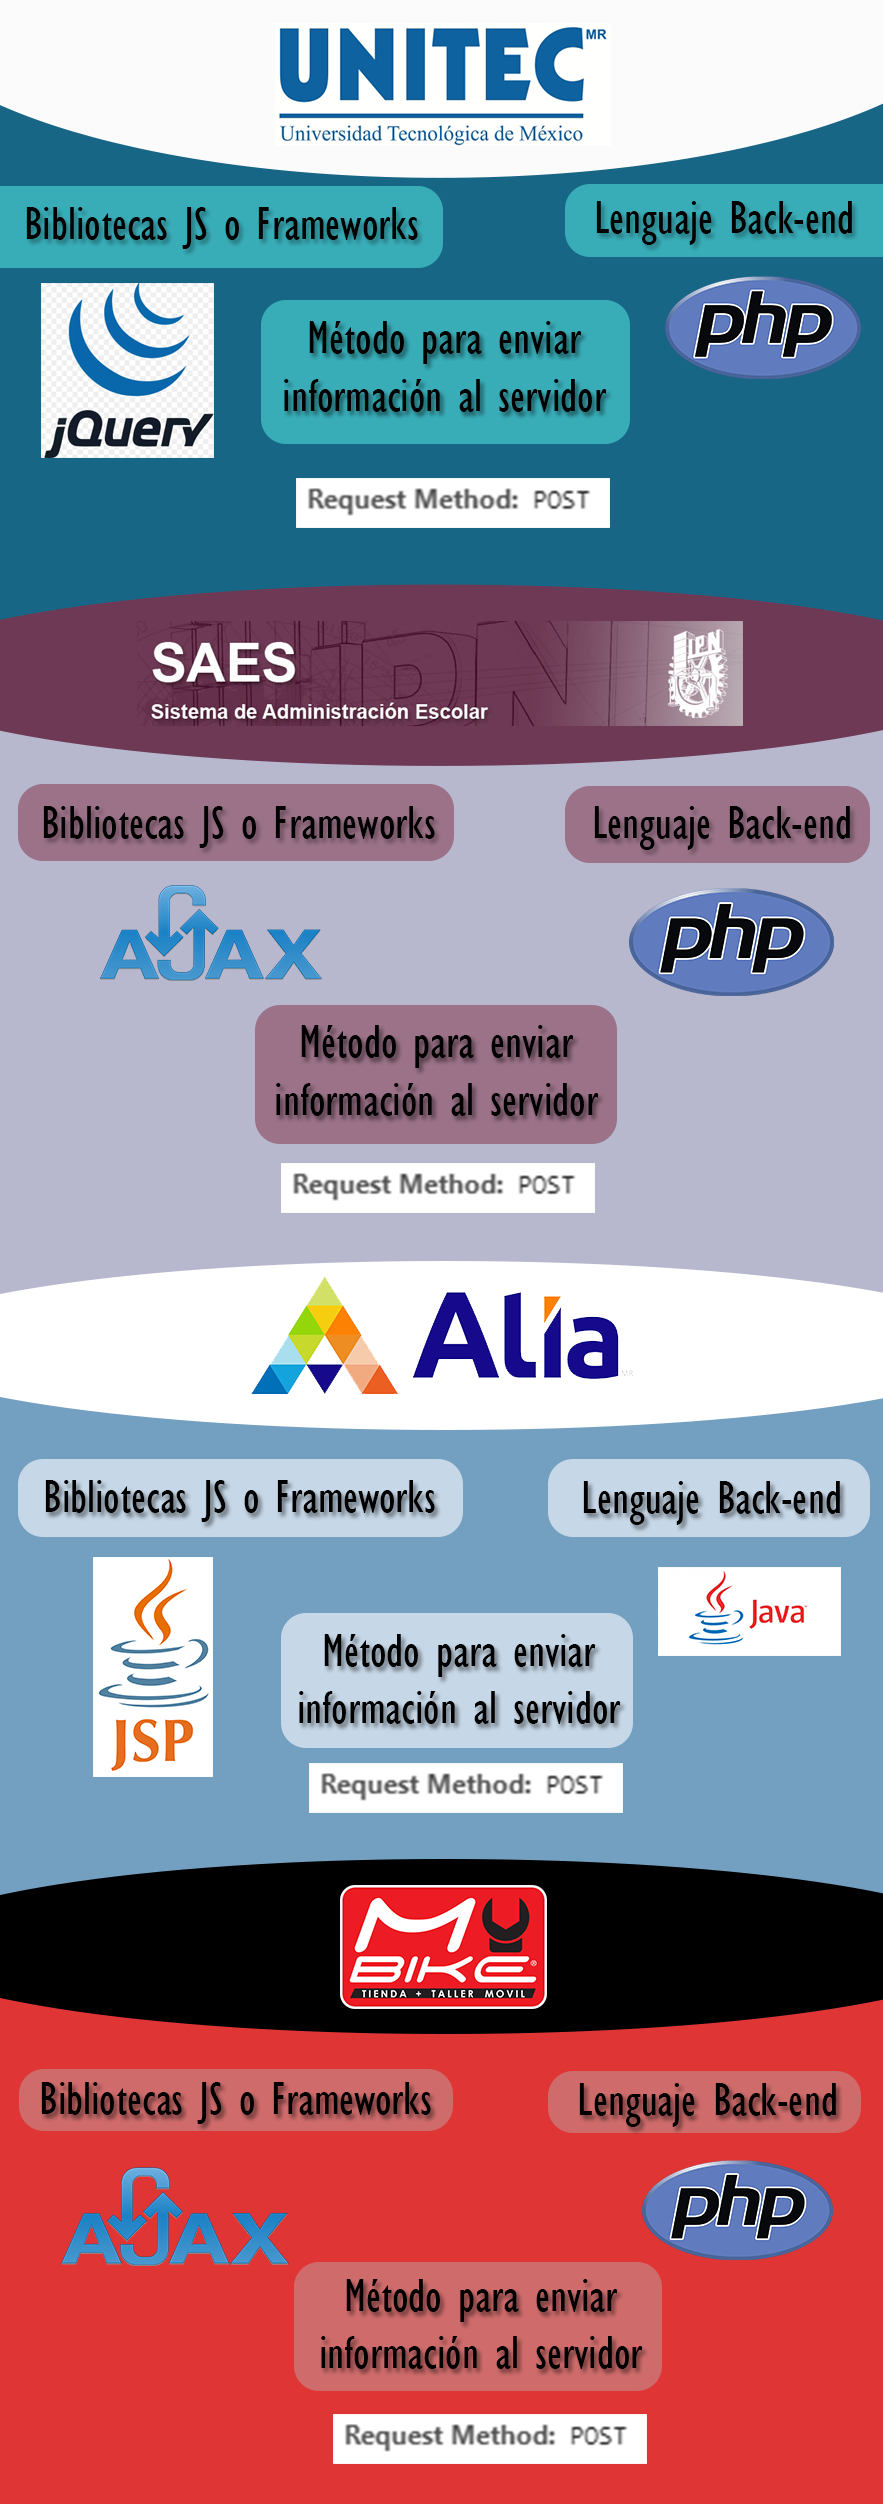 UNITEC MR
Universidad Tecnológica de México
Bibliotecas JS o Frameworks
Lenguaje Back-end
jQuery
php
Método para enviar
información al servidor
Request Method: POST
SAES
IPN
IPN
Sistema de Administración Escolar
Bibliotecas JS o Frameworks
Lenguaje Back-end
AJAX
php
Método para enviar
información al servidor
Request Method: POST
Alía MR
Bibliotecas JS o Frameworks
Lenguaje Back-end
JSP
Java
Método para enviar
información al servidor
Request Method: POST
My
BIKE®
TIENDA + TALLER MOVIL
Bibliotecas JS o Frameworks
Lenguaje Back-end
AJAX
php
Método para enviar
información al servidor
Request Method: POST